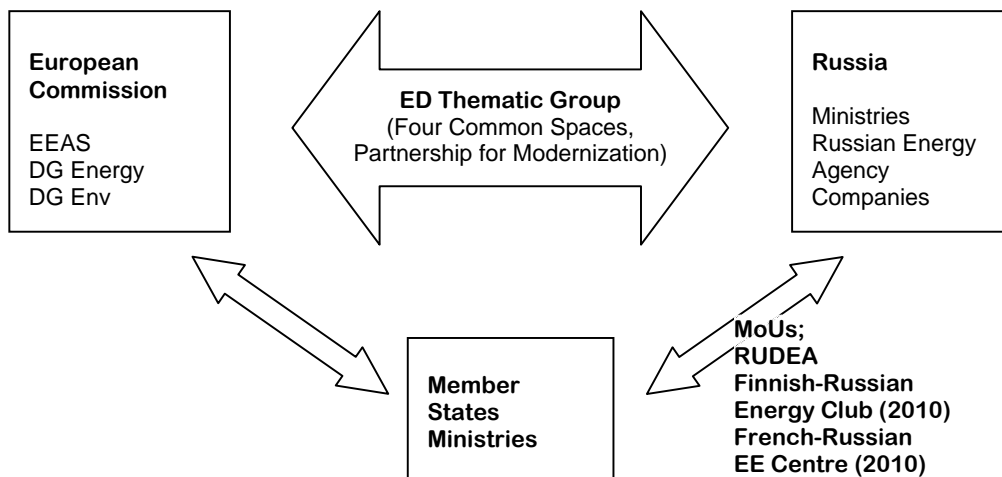 European
Commission
EEAS
DG Energy
DG Env
ED Thematic Group
(Four Common Spaces,
Partnership for Modernization)
Russia
Ministries
Russian Energy
Agency
Companies
Member
States
Ministries
MoUs;
RUDEA
Finnish-Russian
Energy Club (2010)
French-Russian
EE Centre (2010)